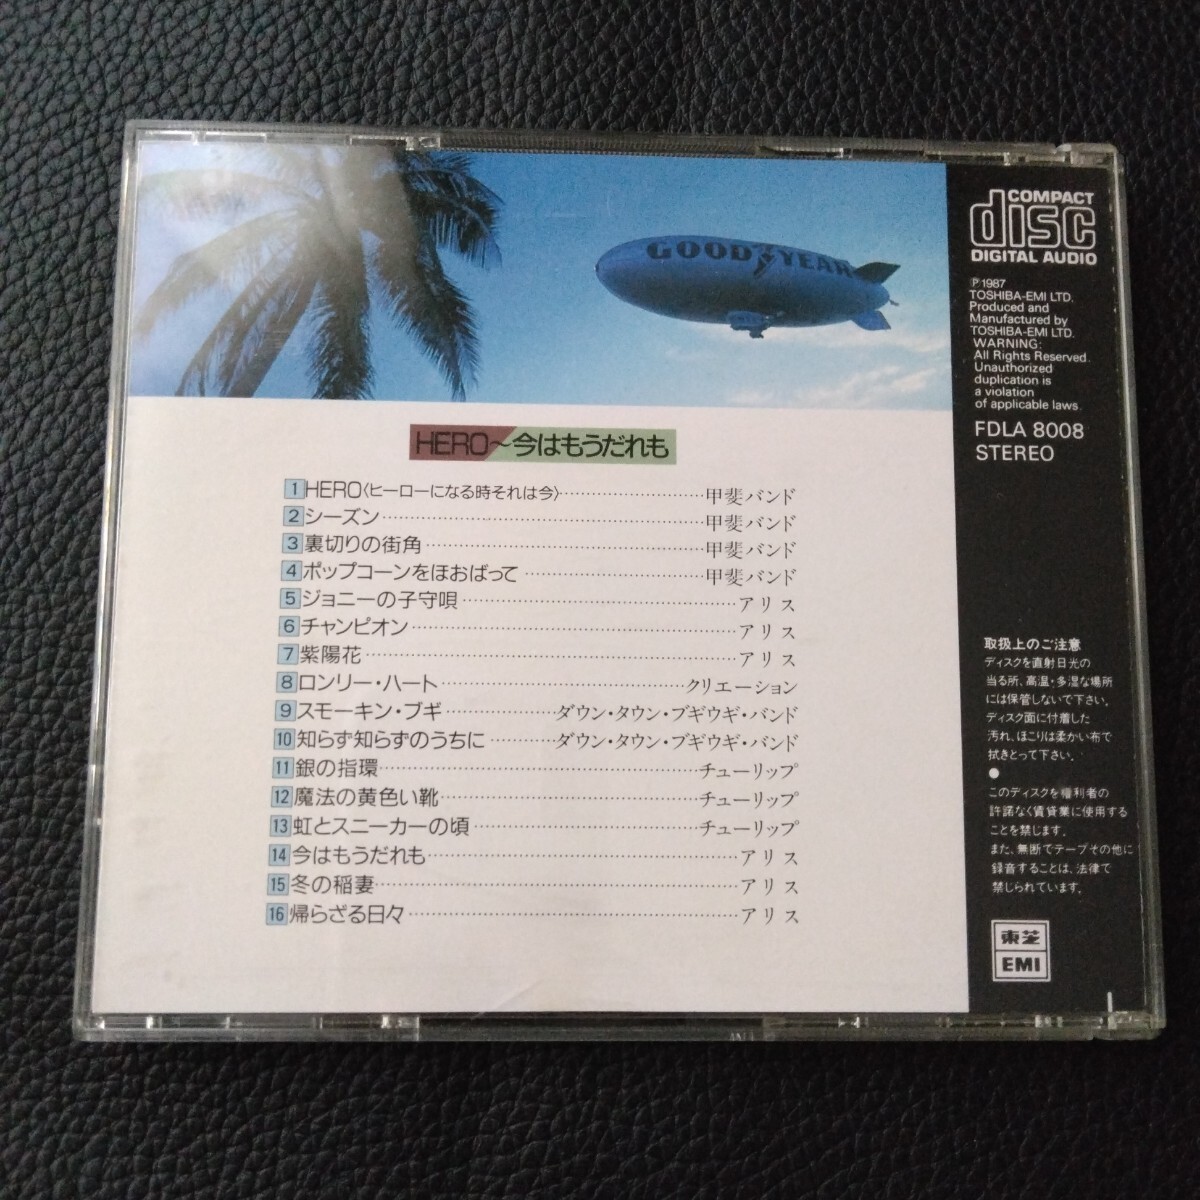 GOODYEAR
COMPACT
disc
DIGITAL AUDIO
℗1987
TOSHIBA-EMI LTD.
Produced and
Manufactured by
TOSHIBA-EMI LTD.
WARNING:
All Rights Reserved.
Unauthorized
duplication is
a violation
of applicable laws.
FDLA 8008
STEREO
HERO～今はもうだれも
1 HERO〈ヒーローになる時それは今〉……甲斐バンド
2 シーズン……甲斐バンド
3 裏切りの街角……甲斐バンド
4 ポップコーンをほおばって……甲斐バンド
5 ジョニーの子守唄……アリス
6 チャンピオン……アリス
7 紫陽花……アリス
8 ロンリー・ハート……クリエーション
9 スモーキン・ブギ……ダウン・タウン・ブギウギ・バンド
10 知らず知らずのうちに……ダウン・タウン・ブギウギ・バンド
11 銀の指環……チューリップ
12 魔法の黄色い靴……チューリップ
13 虹とスニーカーの頃……チューリップ
14 今はもうだれも……アリス
15 冬の稲妻……アリス
16 帰らざる日々……アリス
取扱上のご注意
ディスクを直射日光の
当る所、高温・多湿な場所
には保管しないで下さい。
ディスク面に付着した
汚れ、ほこりは柔かい布で
拭きとって下さい。
●
このディスクを権利者の
許諾なく賃貸業に使用する
ことを禁じます。
また、無断でテープその他に
録音することは、法律で
禁じられています。
東芝
EMI